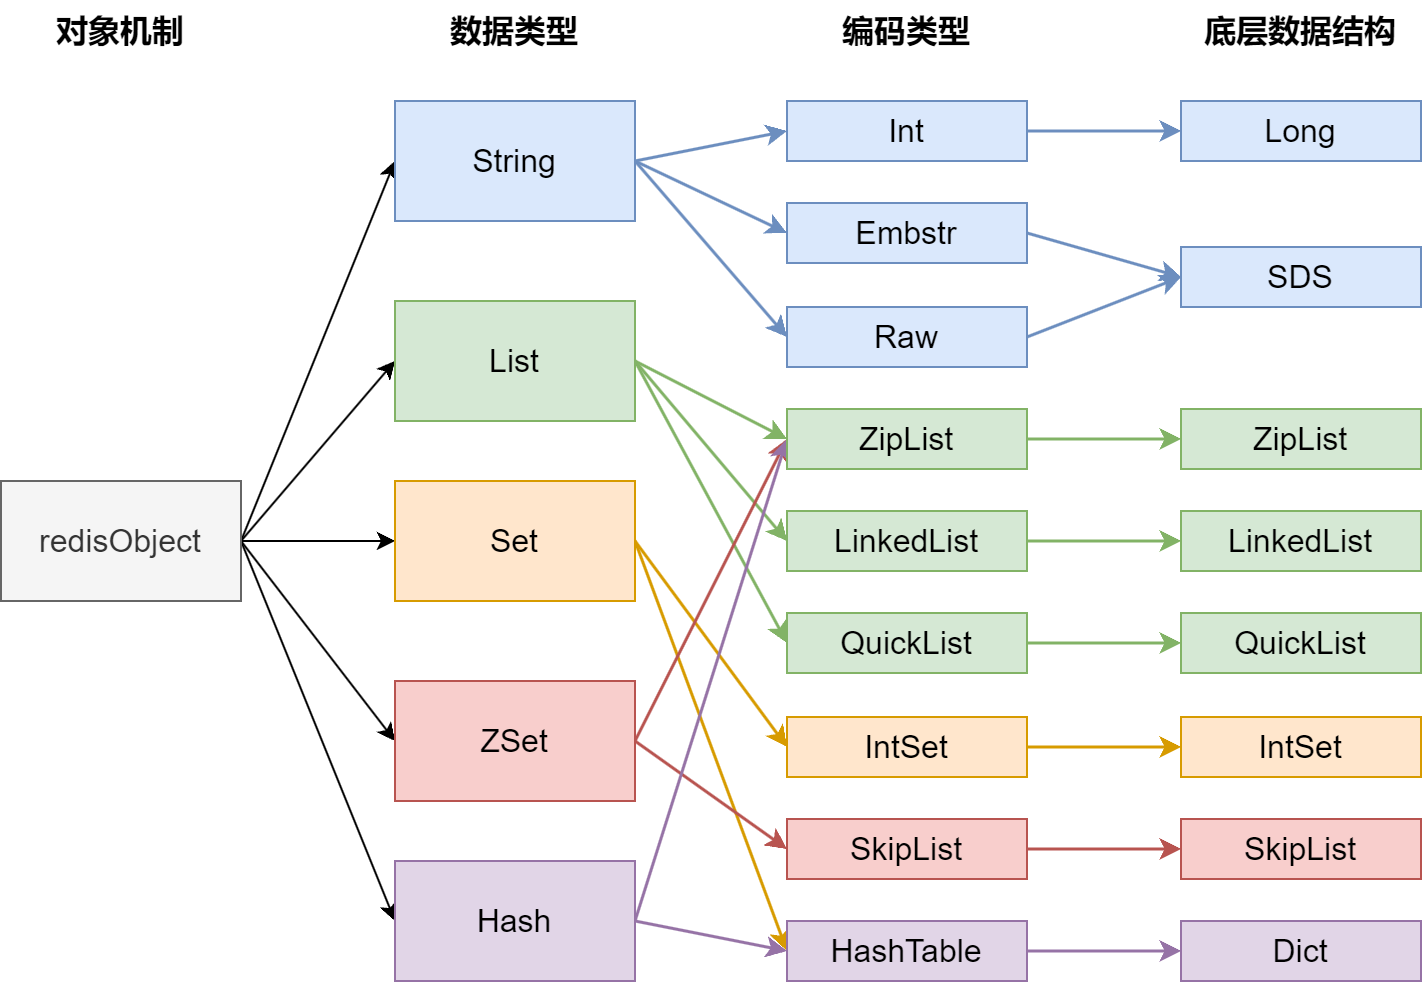 对象机制
数据类型
编码类型
底层数据结构
redisObject
String
List
Set
ZSet
Hash
Int
Embstr
Raw
ZipList
LinkedList
QuickList
IntSet
SkipList
HashTable
Long
SDS
ZipList
LinkedList
QuickList
IntSet
SkipList
Dict